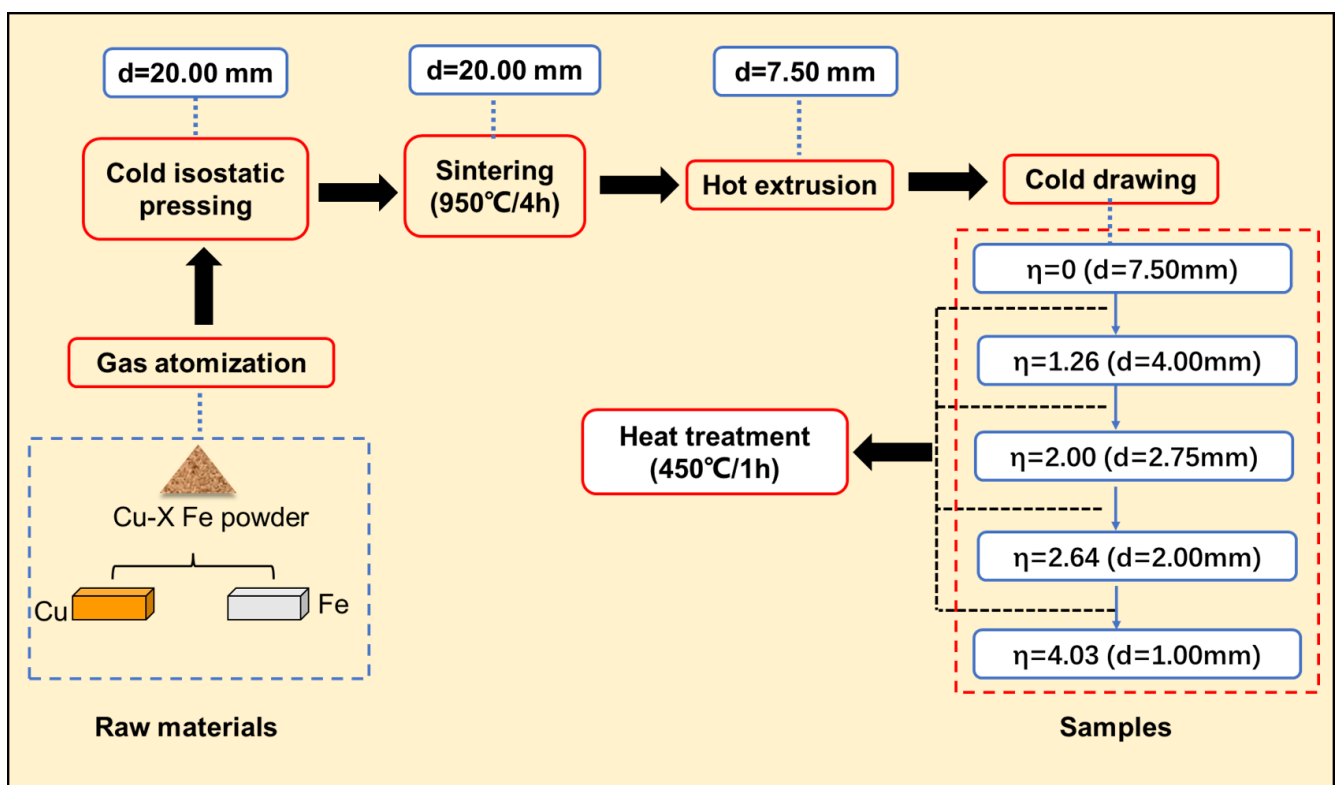 d=20.00 mm
d=20.00 mm
d=7.50 mm
Cold isostatic
pressing
Sintering
(950℃/4h)
Hot extrusion
Cold drawing
η=0 (d=7.50mm)
η=1.26 (d=4.00mm)
η=2.00 (d=2.75mm)
η=2.64 (d=2.00mm)
η=4.03 (d=1.00mm)
Heat treatment
(450℃/1h)
Gas atomization
Cu-X Fe powder
Cu
Fe
Raw materials
Samples